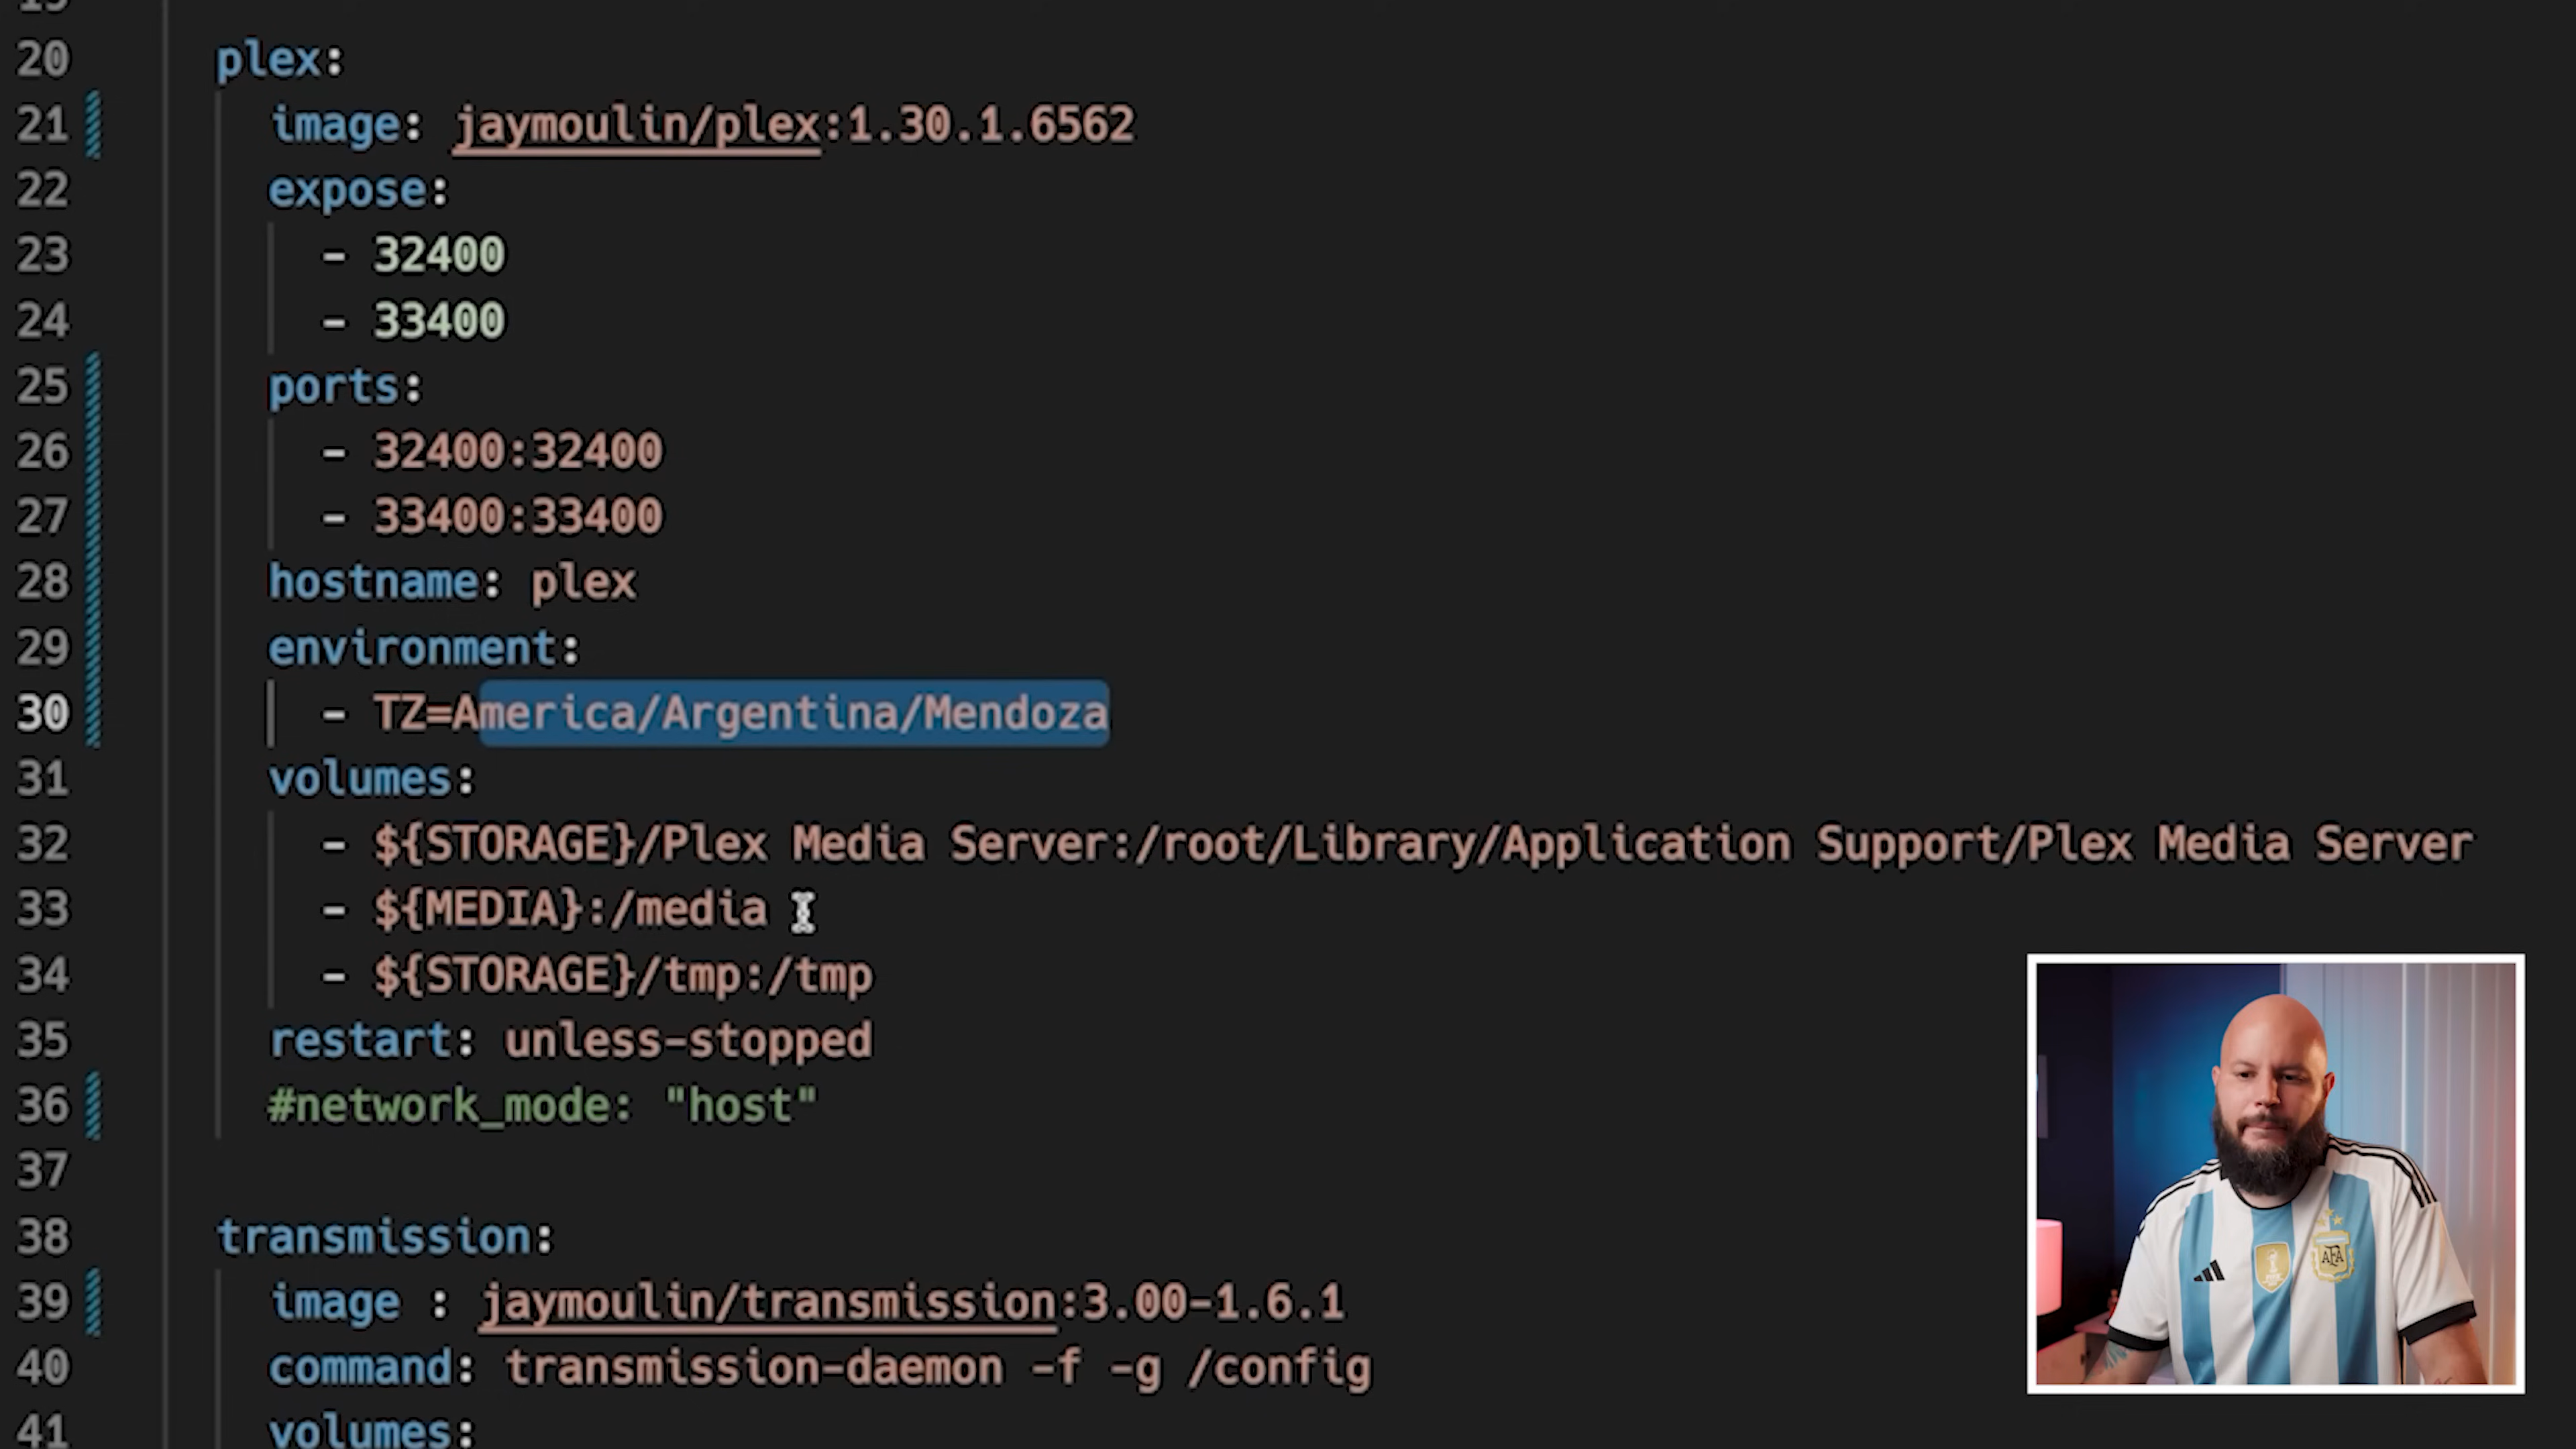 20 plex:
21 image: jaymoulin/plex:1.30.1.6562
22 expose:
23 - 32400
24 - 33400
25 ports:
26 - 32400:32400
27 - 33400:33400
28 hostname: plex
29 environment:
30 - TZ=America/Argentina/Mendoza
31 volumes:
32 - ${STORAGE}/Plex Media Server:/root/Library/Application Support/Plex Media Server
33 - ${MEDIA}:/media
34 - ${STORAGE}/tmp:/tmp
35 restart: unless-stopped
36 #network_mode: "host"
37
38 transmission:
39 image : jaymoulin/transmission:3.00-1.6.1
40 command: transmission-daemon -f -g /config
41 volumes:
AFA